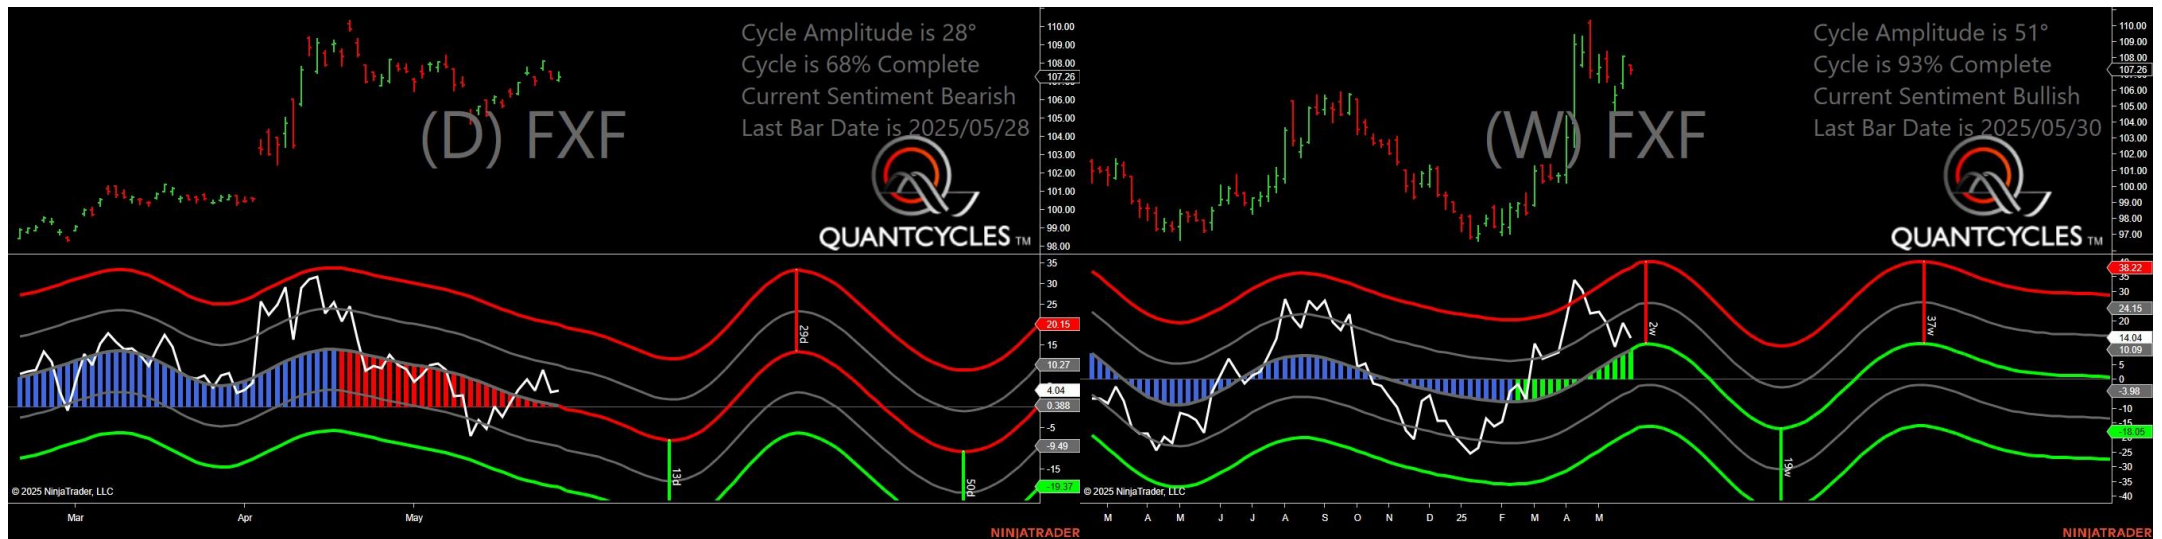 Cycle Amplitude is 28°
Cycle is 68% Complete
Current Sentiment Bearish
Last Bar Date is 2025/05/28
(D) FXF
QUANTCYCLES TM
110.00
109.00
108.00
107.26
106.00
105.00
104.00
103.00
102.00
101.00
100.00
99.00
98.00
35
30
25
20.15
15
10.27
4.04
0.388
-5
-9.49
-15
-19.37
29d
13d
50d
© 2025 NinjaTrader, LLC
Mar Apr May
NINJATRADER
Cycle Amplitude is 51°
Cycle is 93% Complete
Current Sentiment Bullish
Last Bar Date is 2025/05/30
(W) FXF
QUANTCYCLES TM
110.00
109.00
108.00
107.26
106.00
105.00
104.00
103.00
102.00
101.00
100.00
99.00
98.00
97.00
38.22
35
30
24.15
20
14.04
10.09
5
0
-3.98
-10
-18.05
-25
-30
-35
-40
2w
37w
19w
© 2025 NinjaTrader, LLC
M A M J J A S O N D 25 F M A M
NINJATRADER